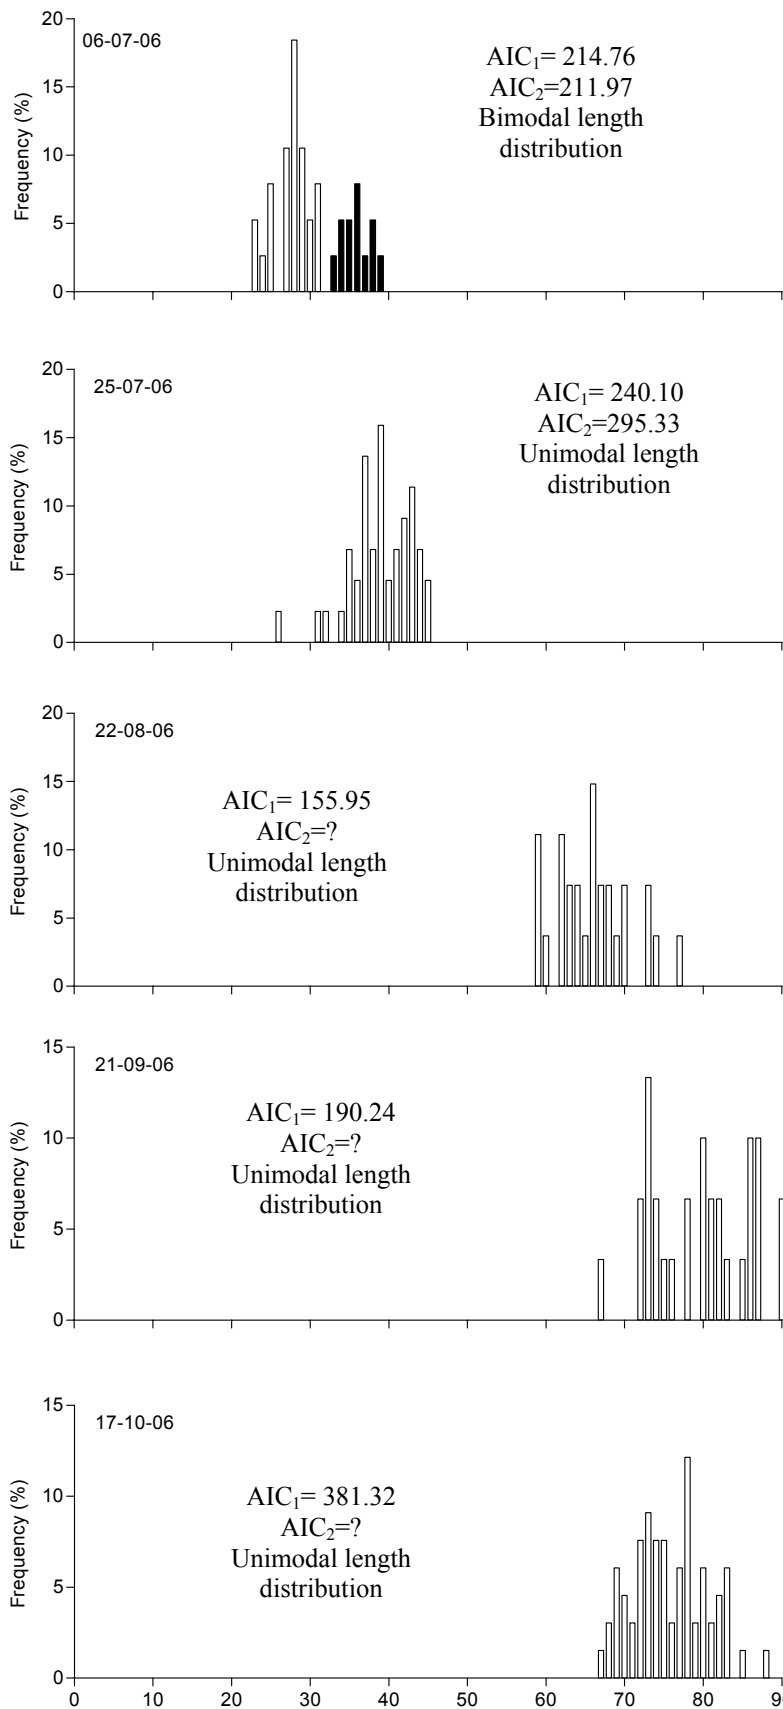 20
06-07-06
AIC₁= 214.76
AIC₂=211.97
Bimodal length
distribution
15
10
5
0
Frequency (%)
20
25-07-06
AIC₁= 240.10
AIC₂=295.33
Unimodal length
distribution
15
10
5
0
Frequency (%)
20
22-08-06
AIC₁= 155.95
AIC₂=?
Unimodal length
distribution
15
10
5
0
Frequency (%)
15
21-09-06
AIC₁= 190.24
AIC₂=?
Unimodal length
distribution
10
5
0
Frequency (%)
15
17-10-06
AIC₁= 381.32
AIC₂=?
Unimodal length
distribution
10
5
0
Frequency (%)
0 10 20 30 40 50 60 70 80 9